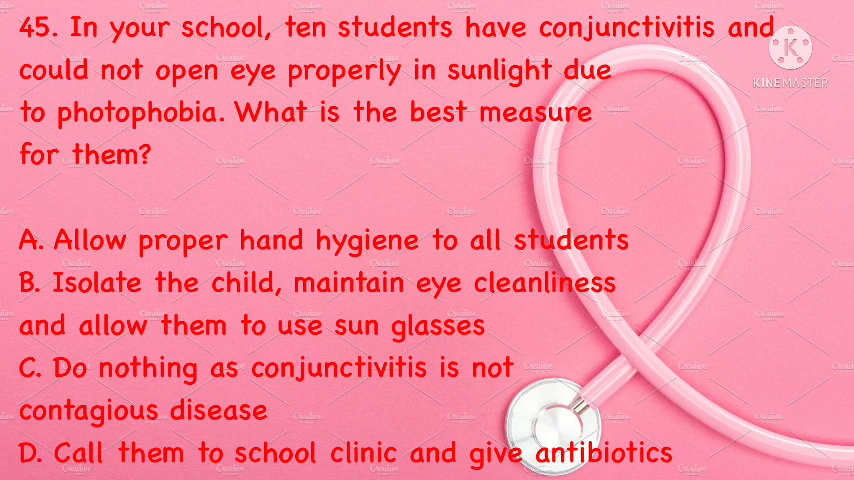 45. In your school, ten students have conjunctivitis and
could not open eye properly in sunlight due
to photophobia. What is the best measure
for them?
A. Allow proper hand hygiene to all students
B. Isolate the child, maintain eye cleanliness
and allow them to use sun glasses
C. Do nothing as conjunctivitis is not
contagious disease
D. Call them to school clinic and give antibiotics
K
KINEMASTER